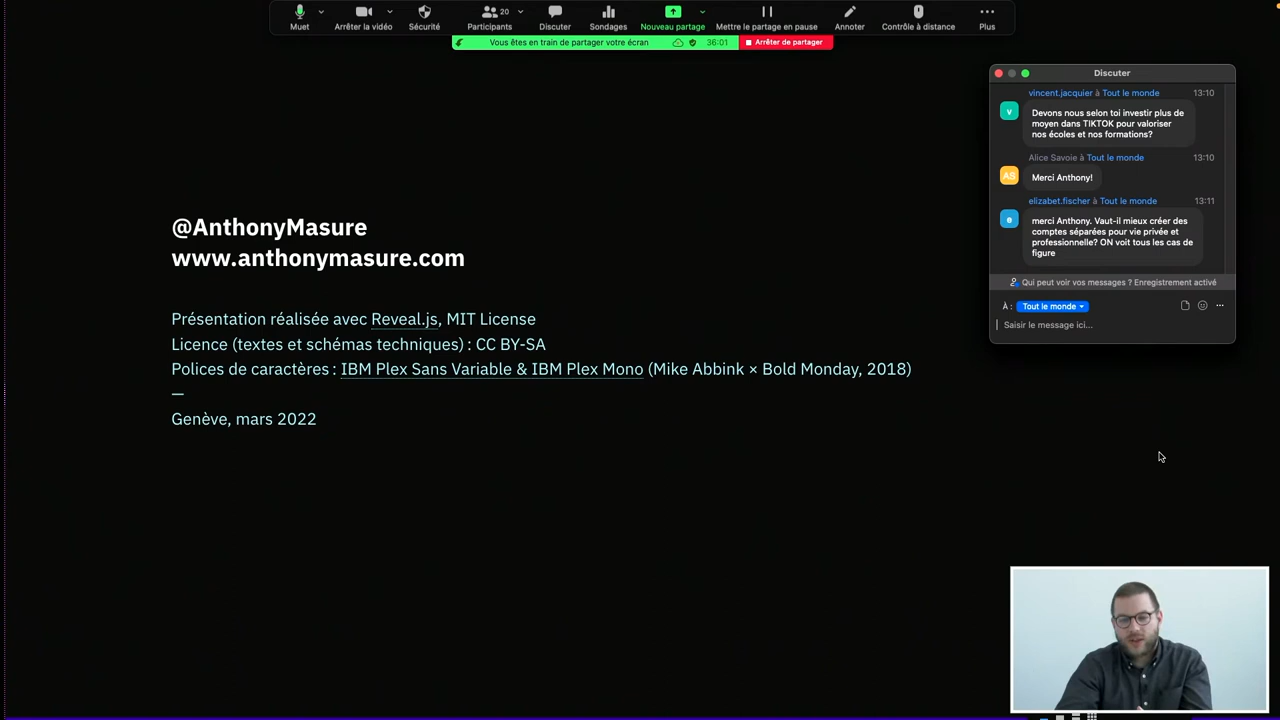 Muet
Arrêter la vidéo
Sécurité
20
Participants
Discuter
Sondages
Nouveau partage
Mettre le partage en pause
Annoter
Contrôle à distance
Plus
Vous êtes en train de partager votre écran
36:01
Arrêter de partager
Discuter
vincent.jacquier à Tout le monde 13:10
v
Devons nous selon toi investir plus de
moyen dans TIKTOK pour valoriser
nos écoles et nos formations?
Alice Savoie à Tout le monde 13:10
AS
Merci Anthony!
elizabet.fischer à Tout le monde 13:11
e
merci Anthony. Vaut-il mieux créer des
comptes séparées pour vie privée et
professionnelle? ON voit tous les cas de
figure
Qui peut voir vos messages ? Enregistrement activé
À : Tout le monde
Saisir le message ici...
@AnthonyMasure
www.anthonymasure.com
Présentation réalisée avec Reveal.js, MIT License
Licence (textes et schémas techniques) : CC BY-SA
Polices de caractères : IBM Plex Sans Variable & IBM Plex Mono (Mike Abbink × Bold Monday, 2018)
—
Genève, mars 2022